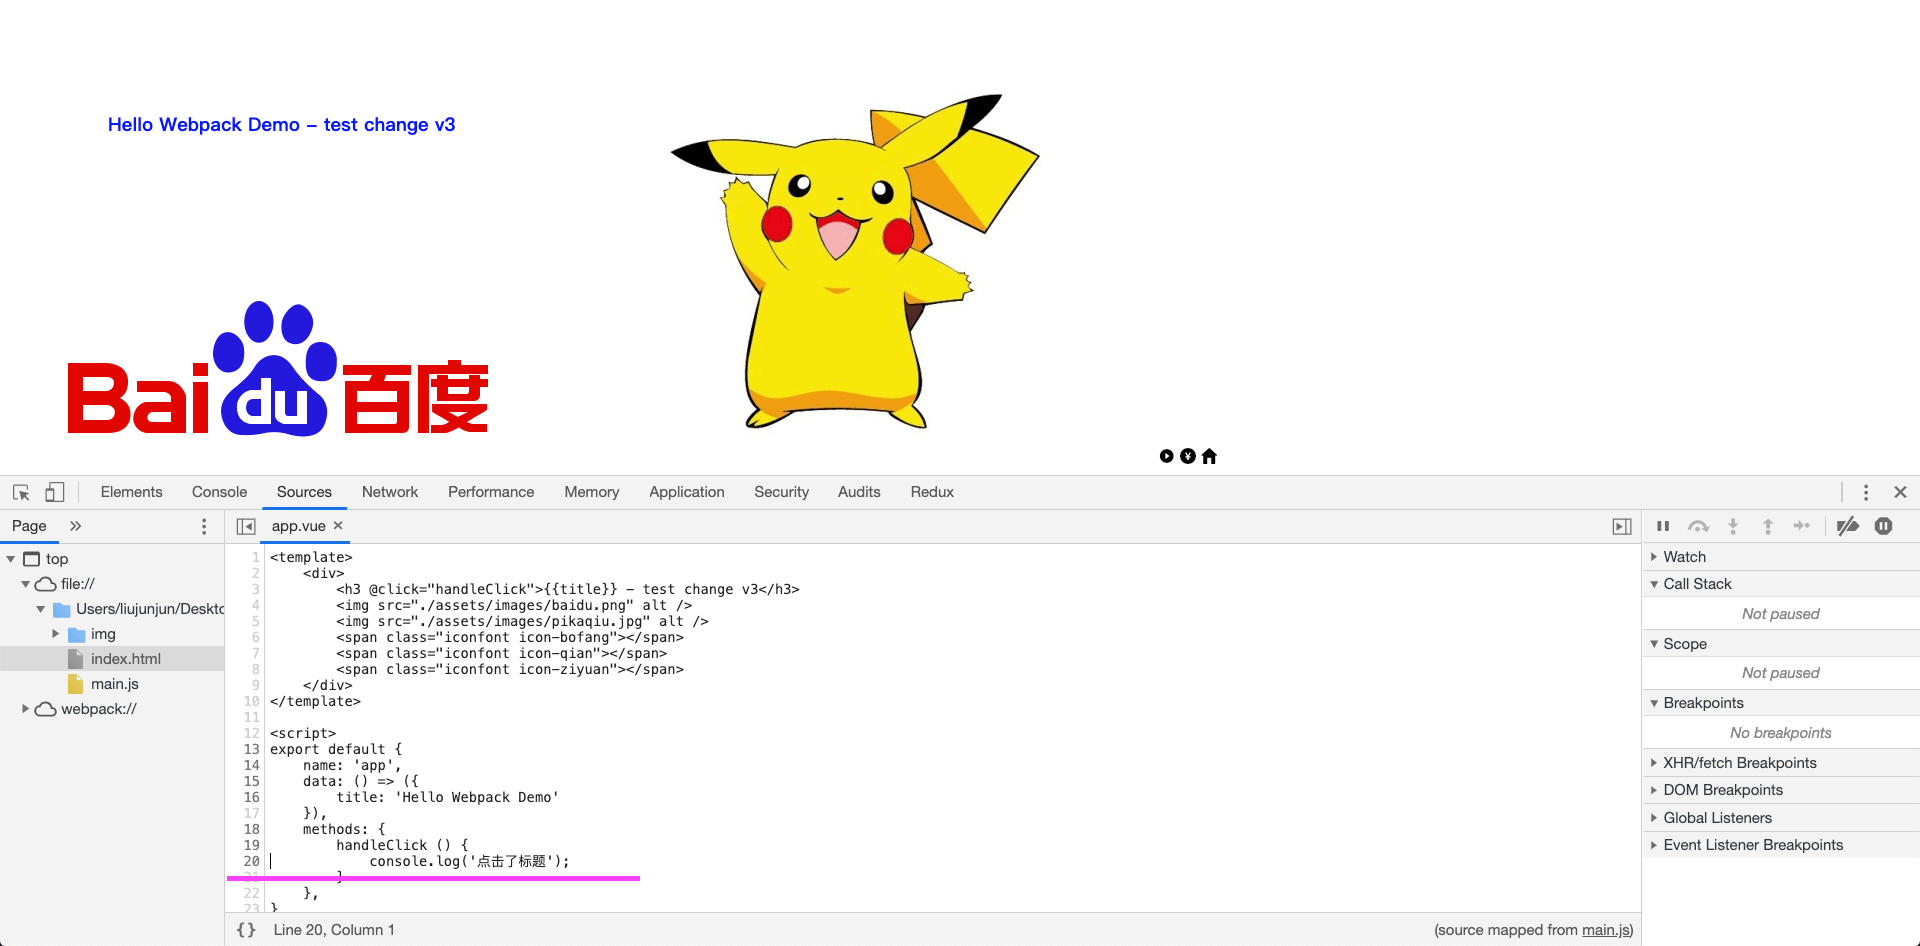 Hello Webpack Demo - test change v3
Baidu百度
Elements Console Sources Network Performance Memory Application Security Audits Redux
Page
app.vue
top
file://
Users/liujunjun/Deskto
img
index.html
main.js
webpack://
1 <template>
2 <div>
3 <h3 @click="handleClick">{{title}} - test change v3</h3>
4 <img src="./assets/images/baidu.png" alt />
5 <img src="./assets/images/pikaqiu.jpg" alt />
6 <span class="iconfont icon-bofang"></span>
7 <span class="iconfont icon-qian"></span>
8 <span class="iconfont icon-ziyuan"></span>
9 </div>
10 </template>
11
12 <script>
13 export default {
14 name: 'app',
15 data: () => ({
16 title: 'Hello Webpack Demo'
17 }),
18 methods: {
19 handleClick () {
20 console.log('点击了标题');
21 }
22 },
23 }
{} Line 20, Column 1
(source mapped from main.js)
Watch
Call Stack
Not paused
Scope
Not paused
Breakpoints
No breakpoints
XHR/fetch Breakpoints
DOM Breakpoints
Global Listeners
Event Listener Breakpoints